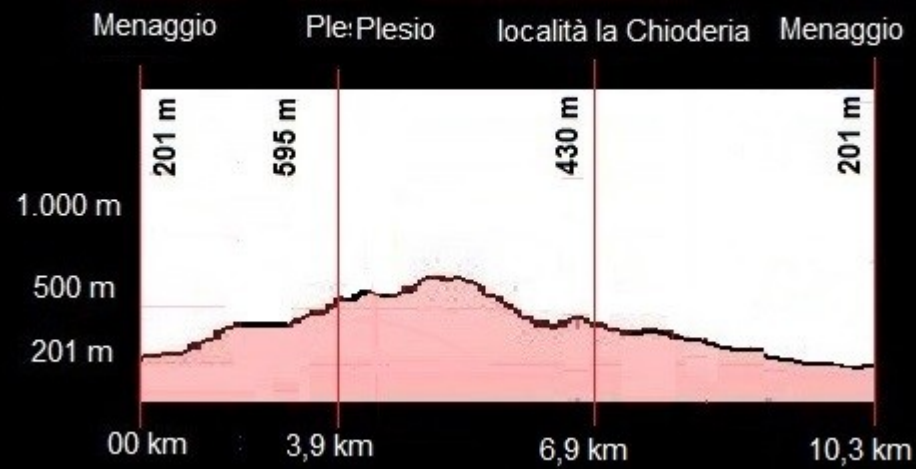 Menaggio Ple:Plesio località la Chioderia Menaggio
201 m 595 m 430 m 201 m
1.000 m
500 m
201 m
00 km 3,9 km 6,9 km 10,3 km